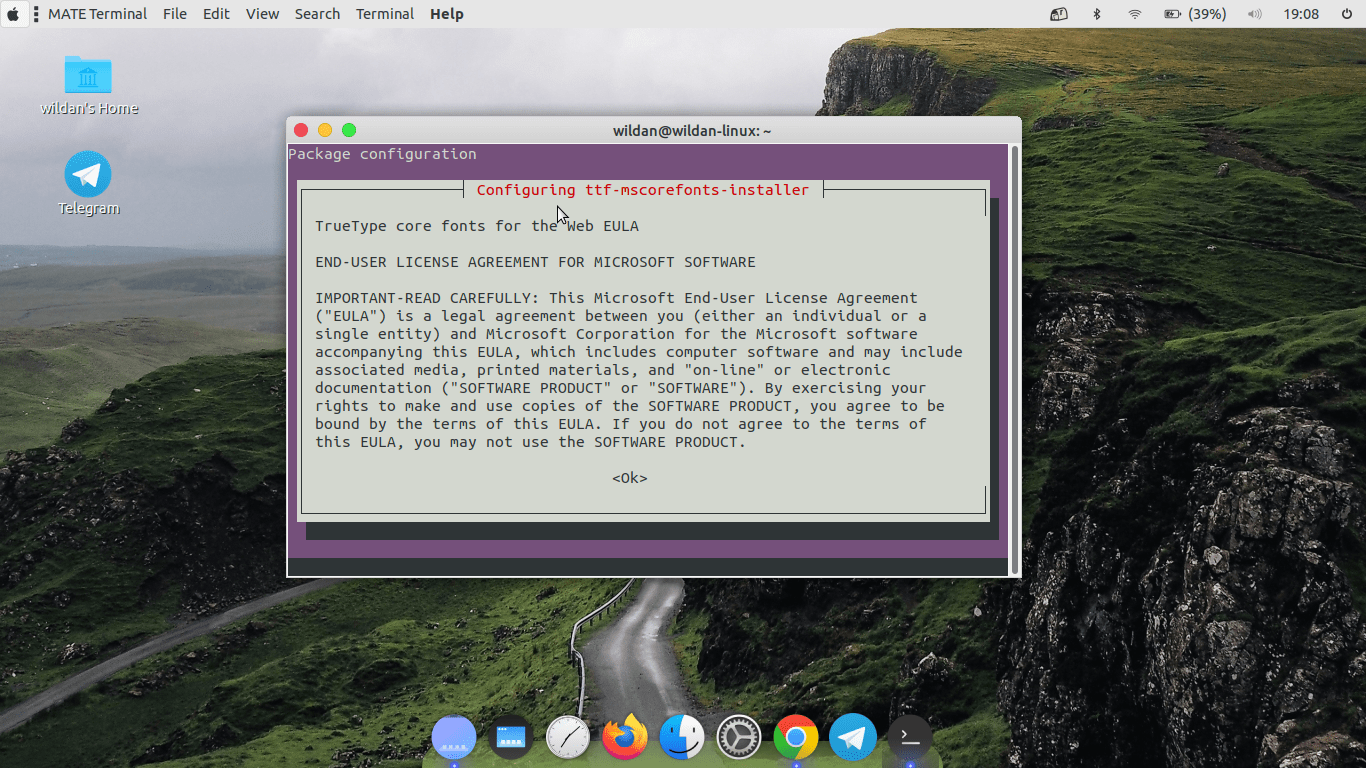 MATE Terminal File Edit View Search Terminal Help (39%) 19:08
wildan's Home
Telegram
wildan@wildan-linux: ~
Package configuration
Configuring ttf-mscorefonts-installer
TrueType core fonts for the Web EULA
END-USER LICENSE AGREEMENT FOR MICROSOFT SOFTWARE
IMPORTANT-READ CAREFULLY: This Microsoft End-User License Agreement
("EULA") is a legal agreement between you (either an individual or a
single entity) and Microsoft Corporation for the Microsoft software
accompanying this EULA, which includes computer software and may include
associated media, printed materials, and "on-line" or electronic
documentation ("SOFTWARE PRODUCT" or "SOFTWARE"). By exercising your
rights to make and use copies of the SOFTWARE PRODUCT, you agree to be
bound by the terms of this EULA. If you do not agree to the terms of
this EULA, you may not use the SOFTWARE PRODUCT.
<Ok>